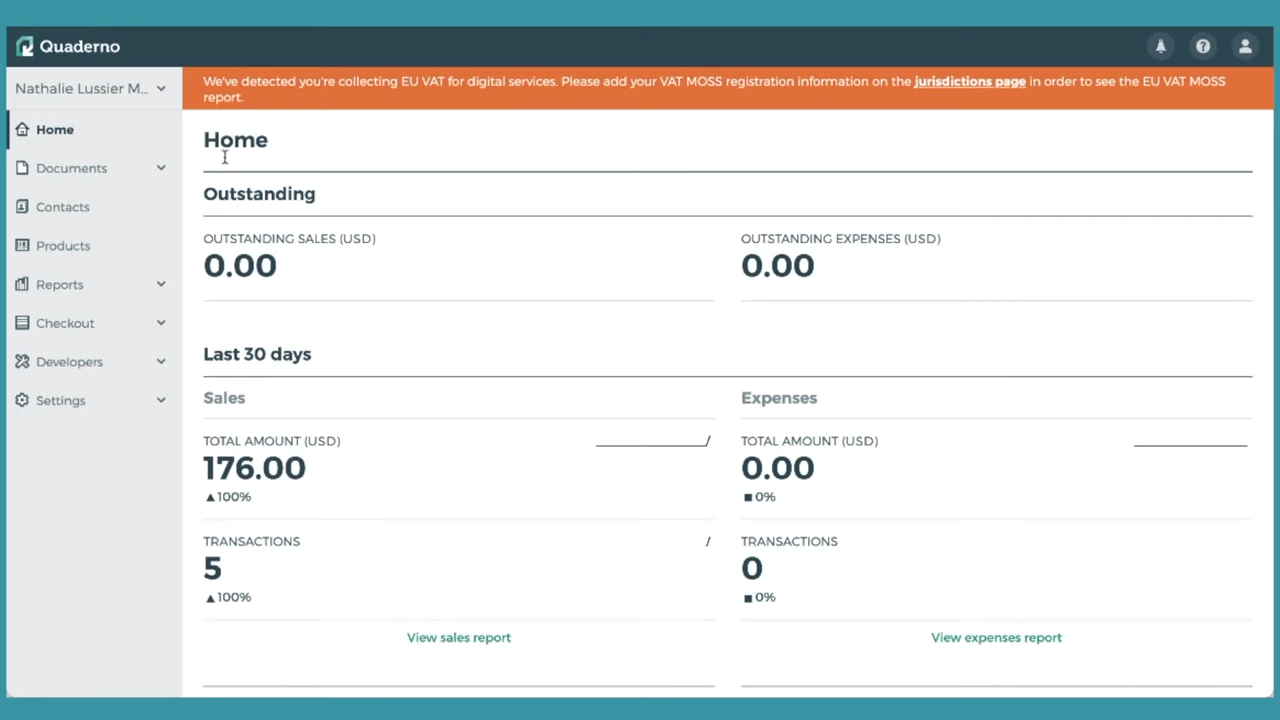 Quaderno
Nathalie Lussier M...
We've detected you're collecting EU VAT for digital services. Please add your VAT MOSS registration information on the jurisdictions page in order to see the EU VAT MOSS
report.
Home
Documents
Contacts
Products
Reports
Checkout
Developers
Settings
Home
Outstanding
OUTSTANDING SALES (USD)
0.00
OUTSTANDING EXPENSES (USD)
0.00
Last 30 days
Sales
TOTAL AMOUNT (USD)
176.00
▲100%
TRANSACTIONS
5
▲100%
View sales report
Expenses
TOTAL AMOUNT (USD)
0.00
■0%
TRANSACTIONS
0
■0%
View expenses report